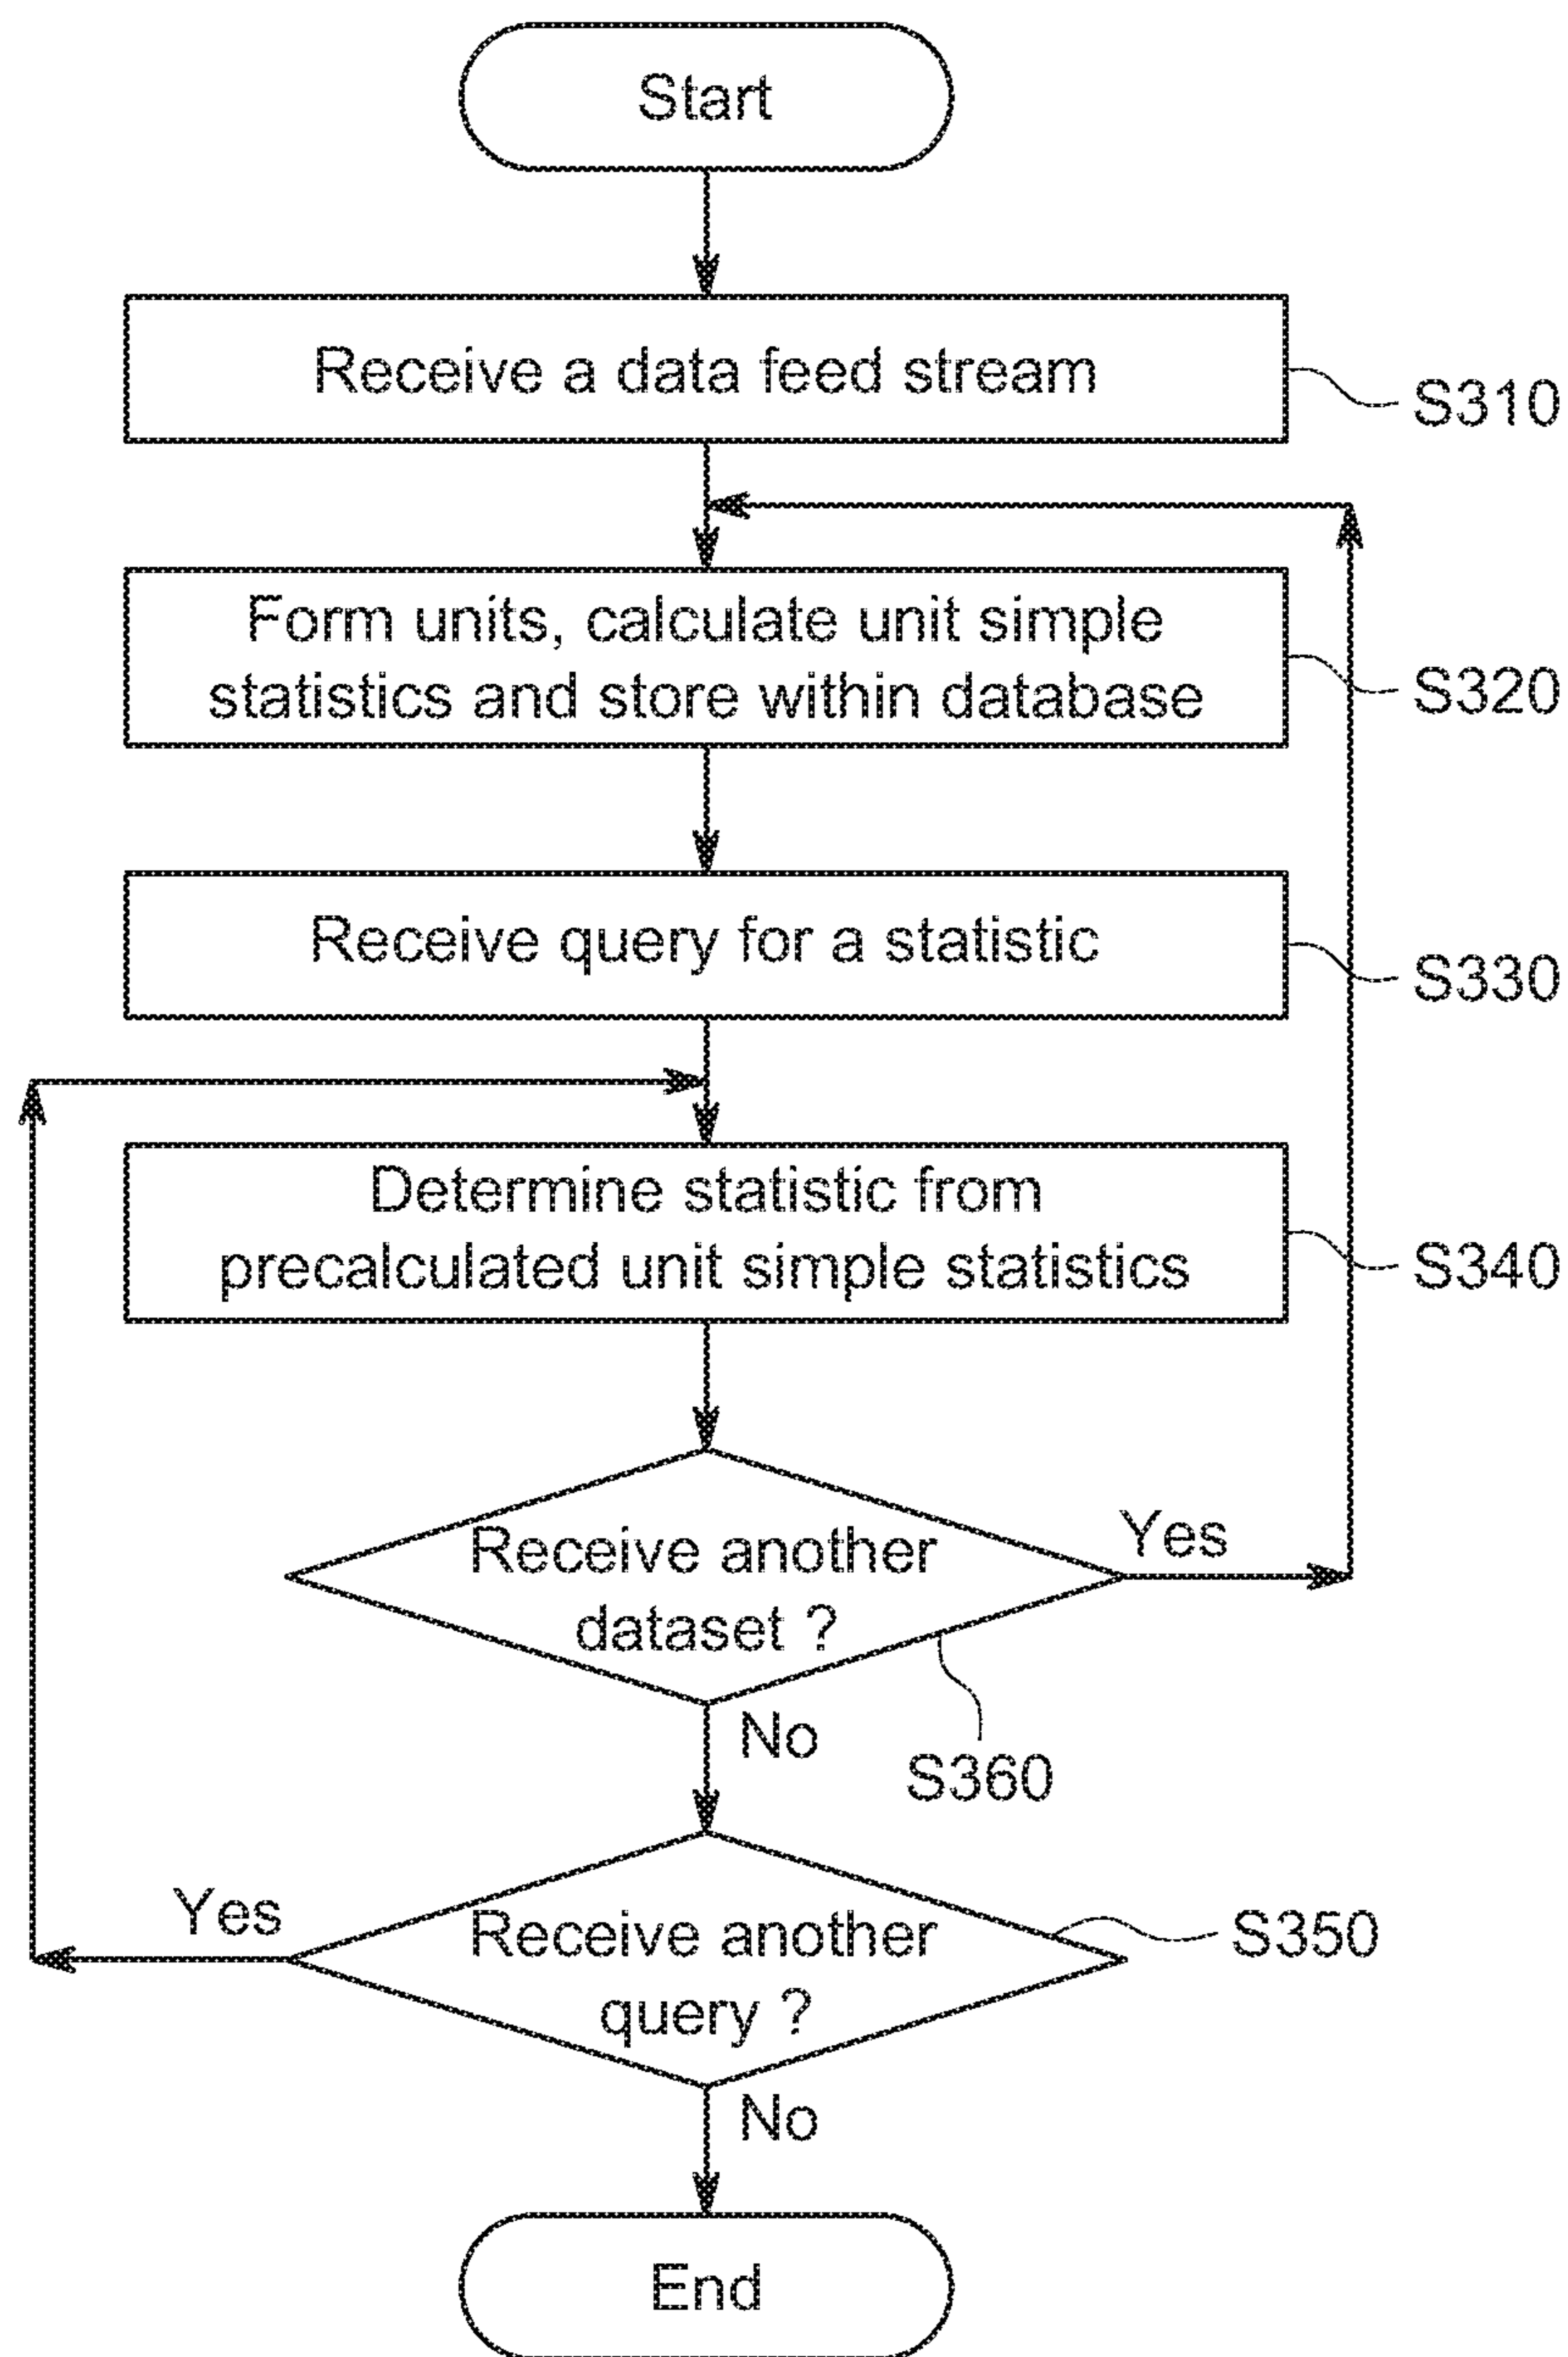 Start
Receive a data feed stream
S310
Form units, calculate unit simple
statistics and store within database
S320
Receive query for a statistic
S330
Determine statistic from
precalculated unit simple statistics
S340
Receive another
dataset ?
Yes
No
S360
Receive another
query ?
Yes
S350
No
End